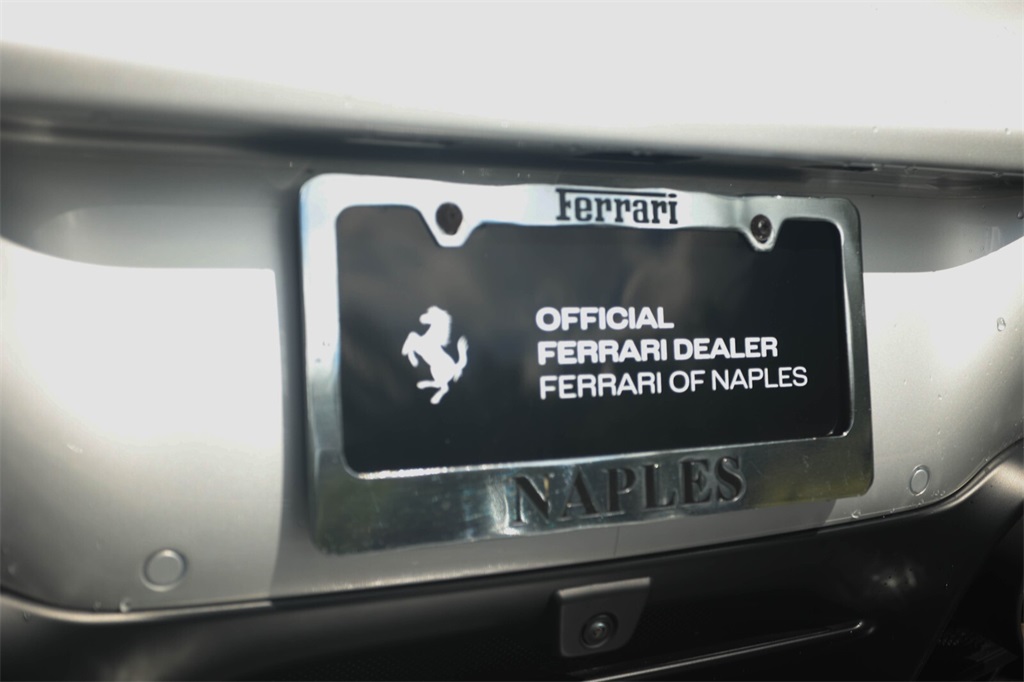 Ferrari
OFFICIAL
FERRARI DEALER
FERRARI OF NAPLES
NAPLES